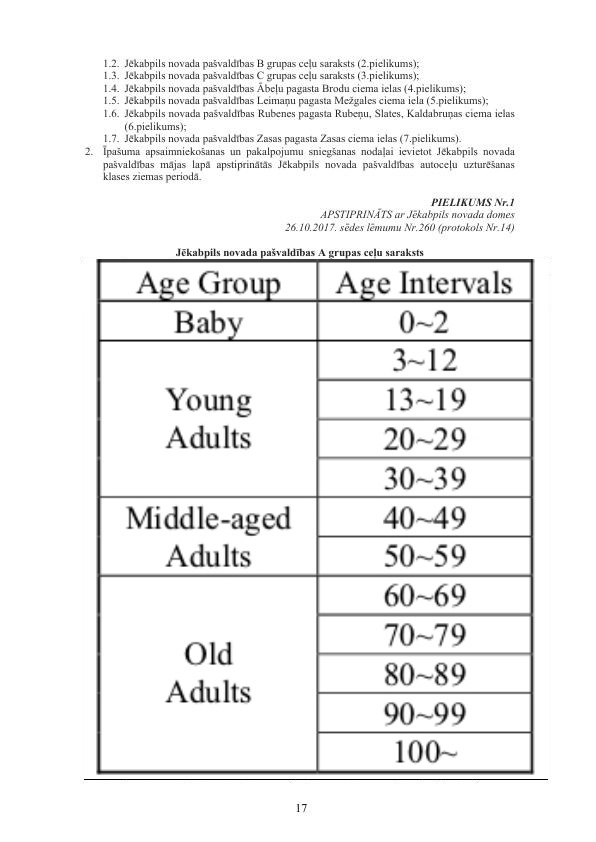 1.2. Jēkabpils novada pašvaldības B grupas ceļu saraksts (2.pielikums);
1.3. Jēkabpils novada pašvaldības C grupas ceļu saraksts (3.pielikums);
1.4. Jēkabpils novada pašvaldības Ābeļu pagasta Brodu ciema ielas (4.pielikums);
1.5. Jēkabpils novada pašvaldības Leimaņu pagasta Mežgales ciema iela (5.pielikums);
1.6. Jēkabpils novada pašvaldības Rubenes pagasta Rubeņu, Slates, Kaldabruņas ciema ielas
(6.pielikums);
1.7. Jēkabpils novada pašvaldības Zasas pagasta Zasas ciema ielas (7.pielikums).
2. Īpašuma apsaimniekošanas un pakalpojumu sniegšanas nodaļai ievietot Jēkabpils novada
pašvaldības mājas lapā apstiprinātās Jēkabpils novada pašvaldības autoceļu uzturēšanas
klases ziemas periodā.
PIELIKUMS Nr.1
APSTIPRINĀTS ar Jēkabpils novada domes
26.10.2017. sēdes lēmumu Nr.260 (protokols Nr.14)
Jēkabpils novada pašvaldības A grupas ceļu saraksts
Age Group Age Intervals
Baby 0~2
Young
Adults
3~12
13~19
20~29
30~39
Middle-aged
Adults
40~49
50~59
Old
Adults
60~69
70~79
80~89
90~99
100~
17